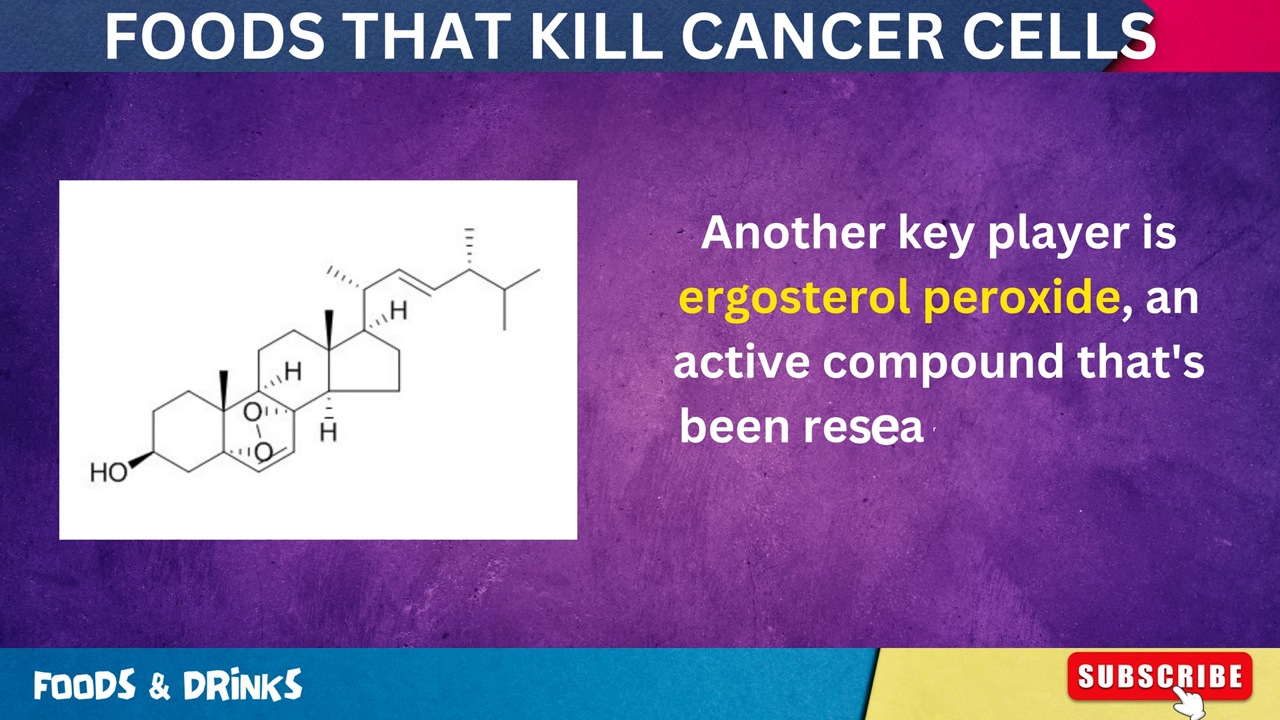 FOODS THAT KILL CANCER CELLS
Another key player is
ergosterol peroxide, an
active compound that's
been resea
H
H
O
H
O
HO
FOODS & DRINKS
SUBSCRIBE